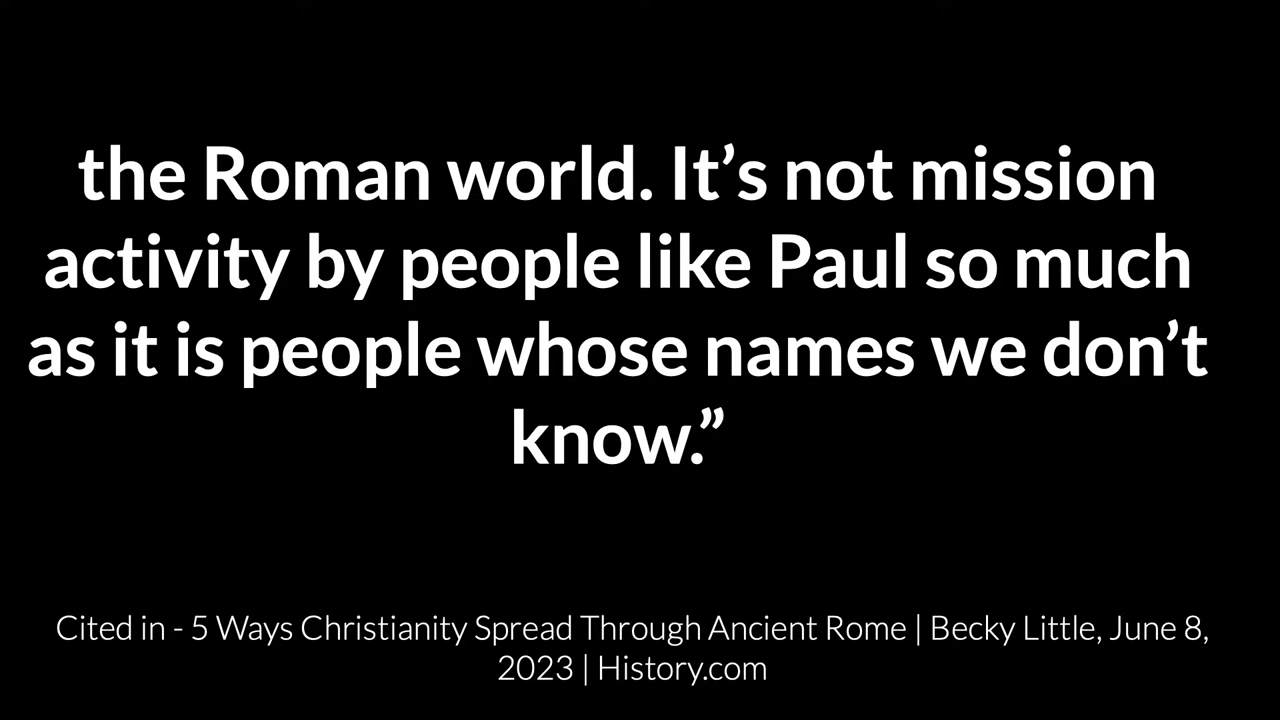 the Roman world. It’s not mission
activity by people like Paul so much
as it is people whose names we don’t
know.”
Cited in - 5 Ways Christianity Spread Through Ancient Rome | Becky Little, June 8,
2023 | History.com